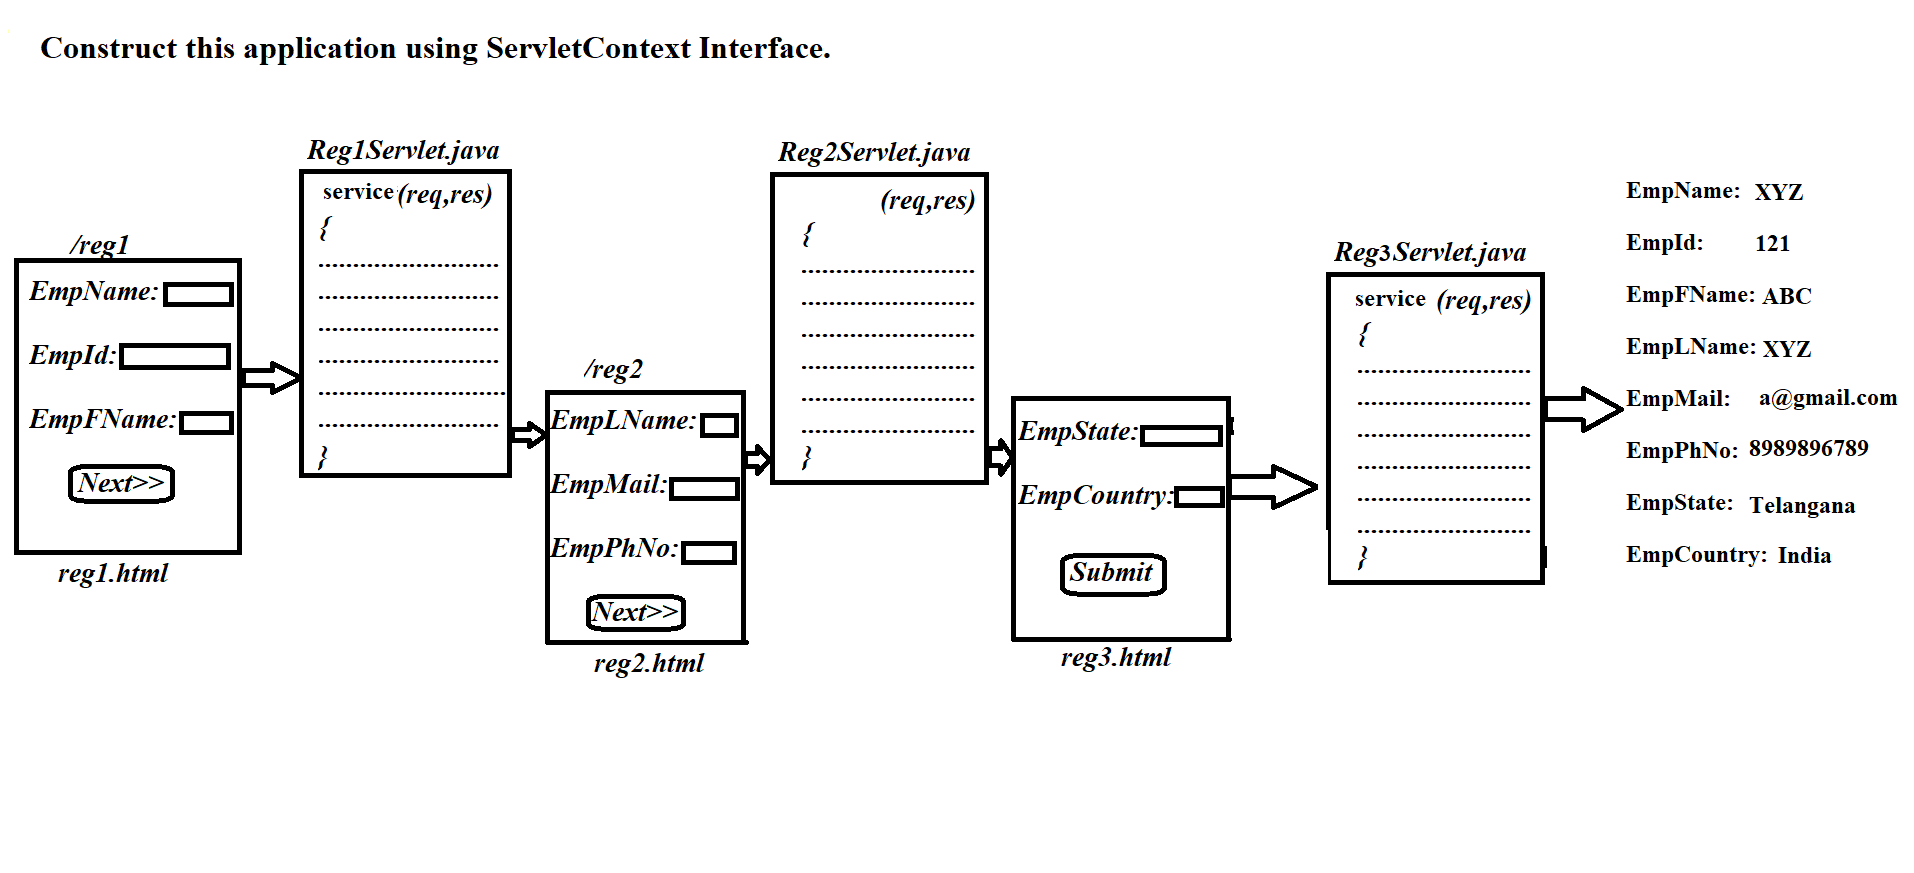 Construct this application using ServletContext Interface.
/reg1
EmpName:
EmpId:
EmpFName:
Next>>
reg1.html
Reg1Servlet.java
service (req,res)
{
..........................
..........................
..........................
..........................
...........................
..........................
}
/reg2
EmpLName:
EmpMail:
EmpPhNo:
Next>>
reg2.html
Reg2Servlet.java
(req,res)
{
.........................
.........................
.........................
.........................
.........................
.........................
}
EmpState:
EmpCountry:
Submit
reg3.html
Reg3Servlet.java
service (req,res)
{
.........................
.........................
.........................
.........................
.........................
.........................
}
EmpName: XYZ
EmpId: 121
EmpFName: ABC
EmpLName: XYZ
EmpMail: a@gmail.com
EmpPhNo: 8989896789
EmpState: Telangana
EmpCountry: India